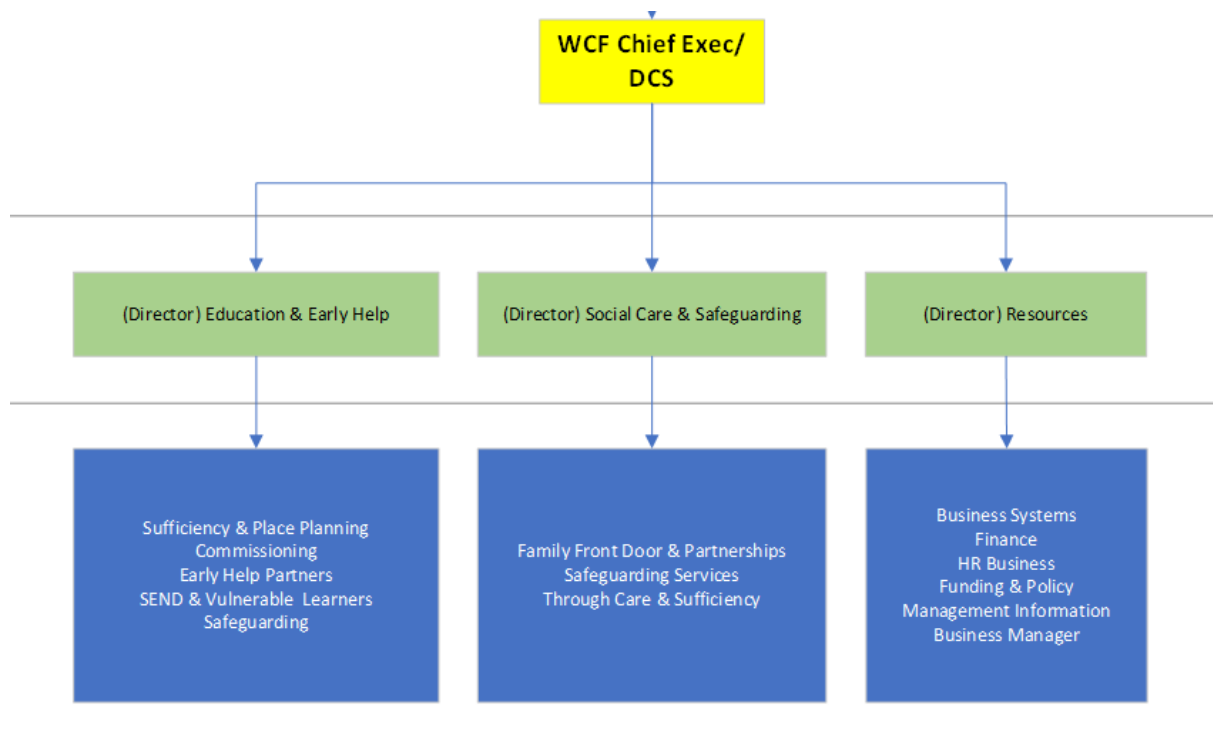 WCF Chief Exec/
DCS
(Director) Education & Early Help
(Director) Social Care & Safeguarding
(Director) Resources
Sufficiency & Place Planning
Commissioning
Early Help Partners
SEND & Vulnerable Learners
Safeguarding
Family Front Door & Partnerships
Safeguarding Services
Through Care & Sufficiency
Business Systems
Finance
HR Business
Funding & Policy
Management Information
Business Manager